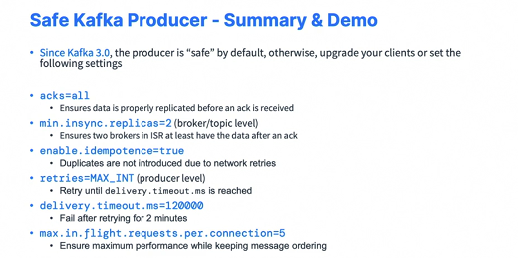 Safe Kafka Producer - Summary & Demo
• Since Kafka 3.0, the producer is “safe” by default, otherwise, upgrade your clients or set the
following settings
• acks=all
• Ensures data is properly replicated before an ack is received
• min.insync.replicas=2 (broker/topic level)
• Ensures two brokers in ISR at least have the data after an ack
• enable.idempotence=true
• Duplicates are not introduced due to network retries
• retries=MAX_INT (producer level)
• Retry until delivery.timeout.ms is reached
• delivery.timeout.ms=120000
• Fail after retrying for 2 minutes
• max.in.flight.requests.per.connection=5
• Ensure maximum performance while keeping message ordering